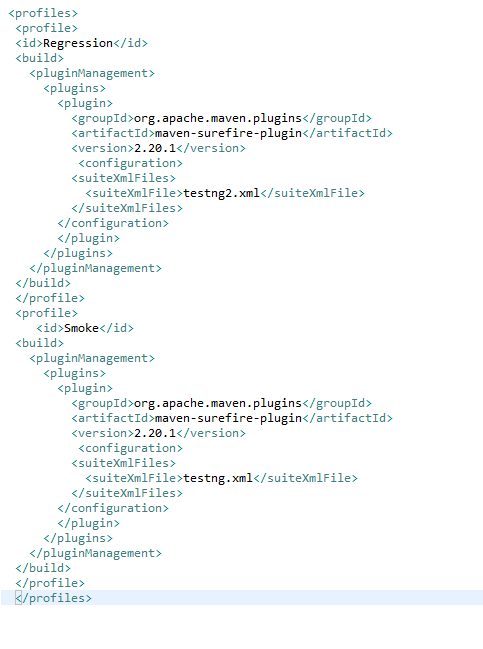 <profiles>
<profile>
<id>Regression</id>
<build>
<pluginManagement>
<plugins>
<plugin>
<groupId>org.apache.maven.plugins</groupId>
<artifactId>maven-surefire-plugin</artifactId>
<version>2.20.1</version>
<configuration>
<suiteXmlFiles>
<suiteXmlFile>testng2.xml</suiteXmlFile>
</suiteXmlFiles>
</configuration>
</plugin>
</plugins>
</pluginManagement>
</build>
</profile>
<profile>
<id>Smoke</id>
<build>
<pluginManagement>
<plugins>
<plugin>
<groupId>org.apache.maven.plugins</groupId>
<artifactId>maven-surefire-plugin</artifactId>
<version>2.20.1</version>
<configuration>
<suiteXmlFiles>
<suiteXmlFile>testng.xml</suiteXmlFile>
</suiteXmlFiles>
</configuration>
</plugin>
</plugins>
</pluginManagement>
</build>
</profile>
</profiles>